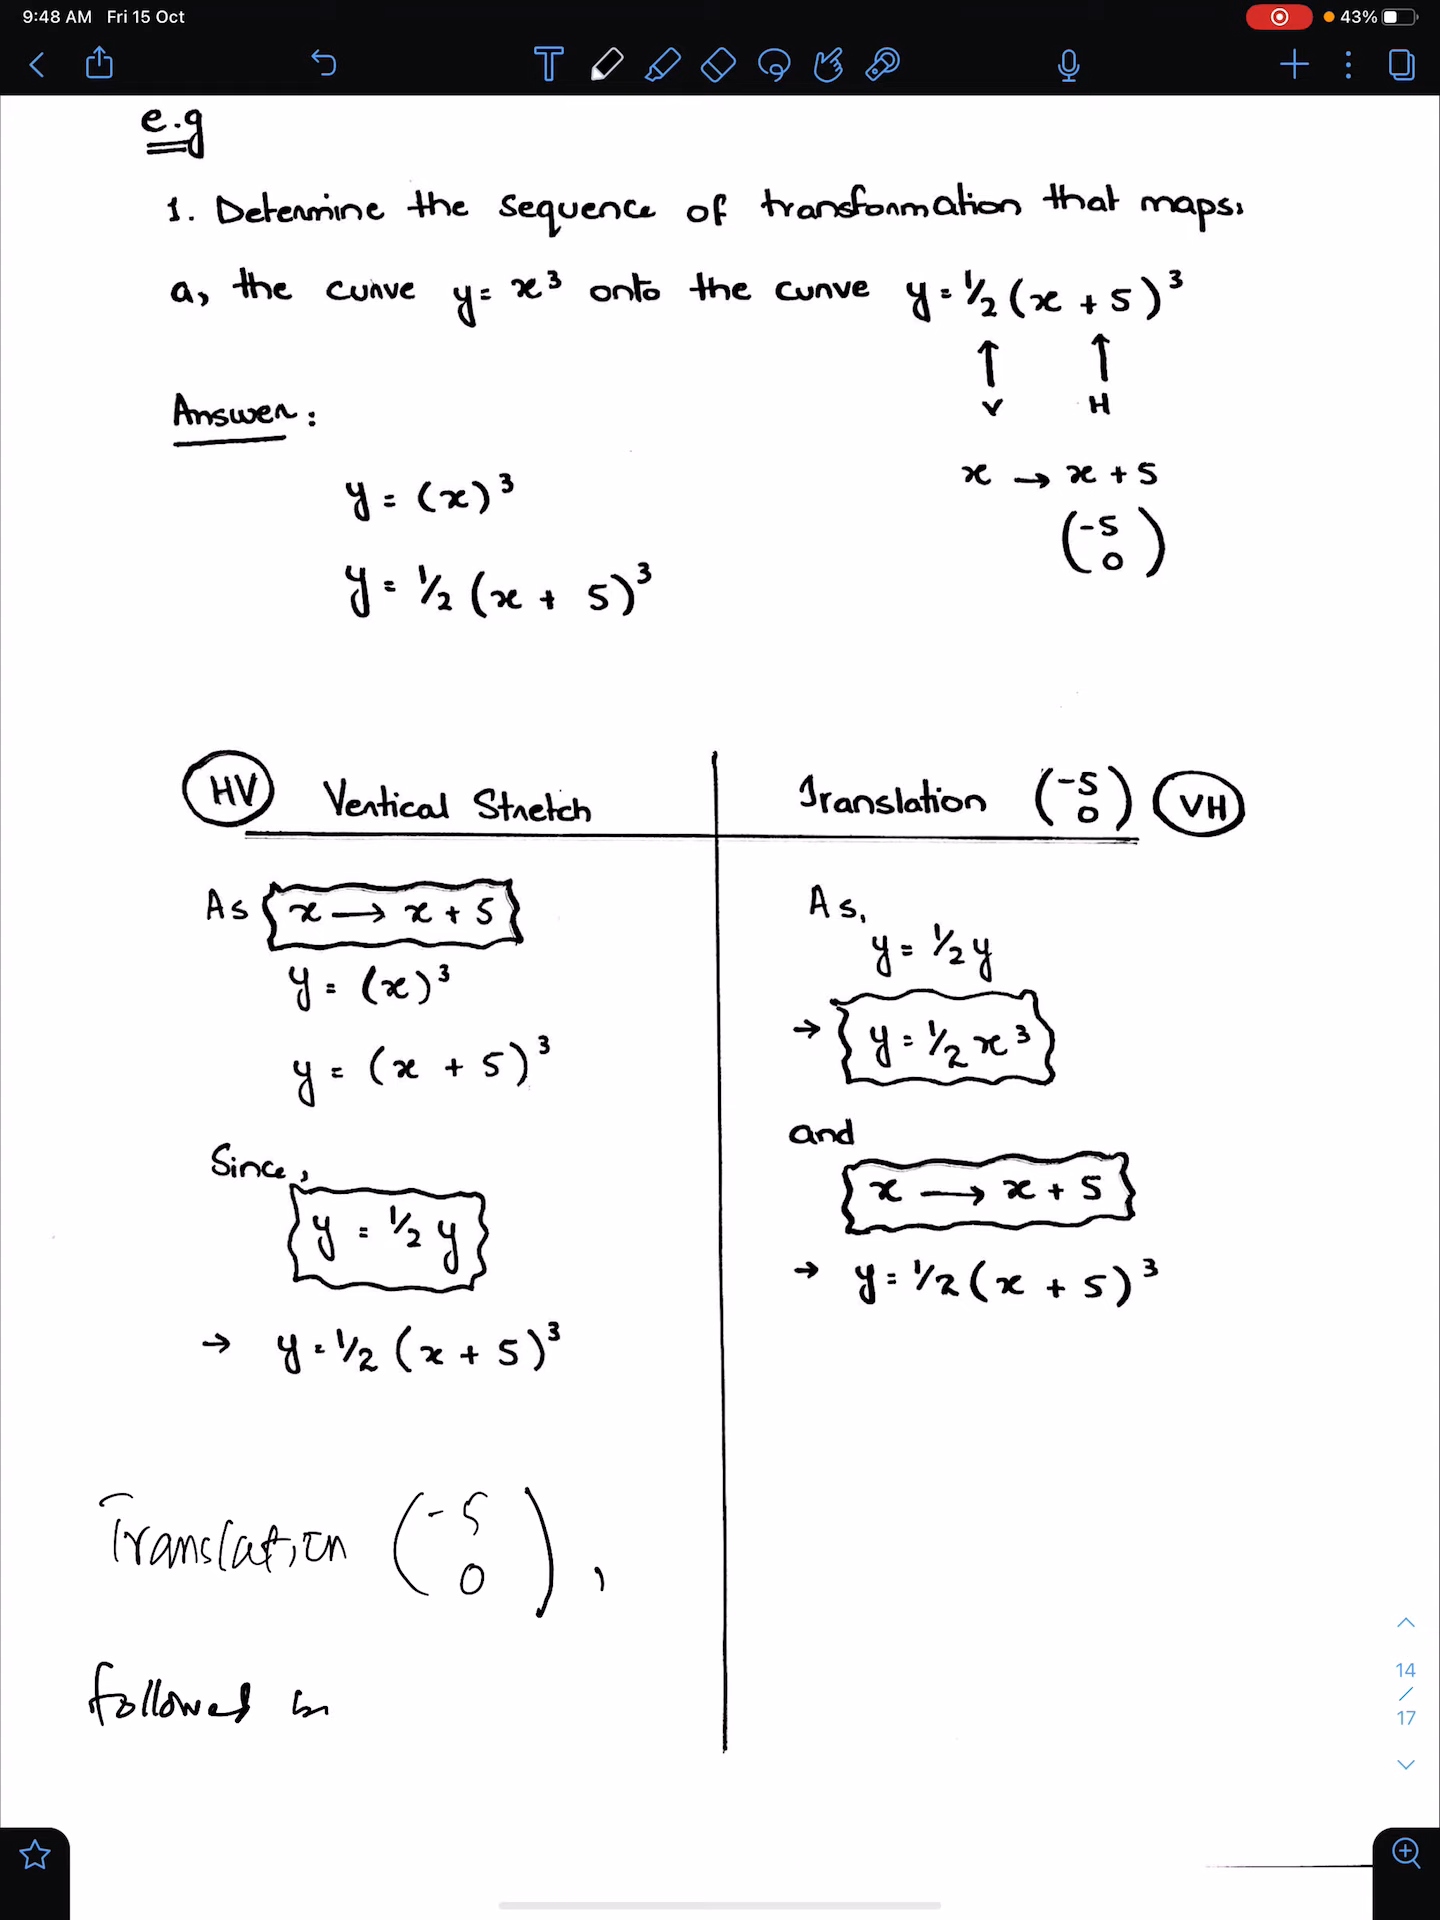 9:48 AM Fri 15 Oct
43%
e.g
1. Determine the sequence of transformation that maps:
a, the curve y = x³ onto the curve y = 1/2 (x + 5)³
↑ ↑
V H
Answer:
x → x + 5
y = (x)³
(-5
0)
y = 1/2 (x + 5)³
HV Vertical Stretch
As x → x + 5
y = (x)³
y = (x + 5)³
Since,
y = 1/2 y
→ y = 1/2 (x + 5)³
Translation (-5
0),
followed
Translation (-5
0) VH
As,
y = 1/2 y
→ y = 1/2 x³
and
x → x + 5
→ y = 1/2 (x + 5)³
14
/
17